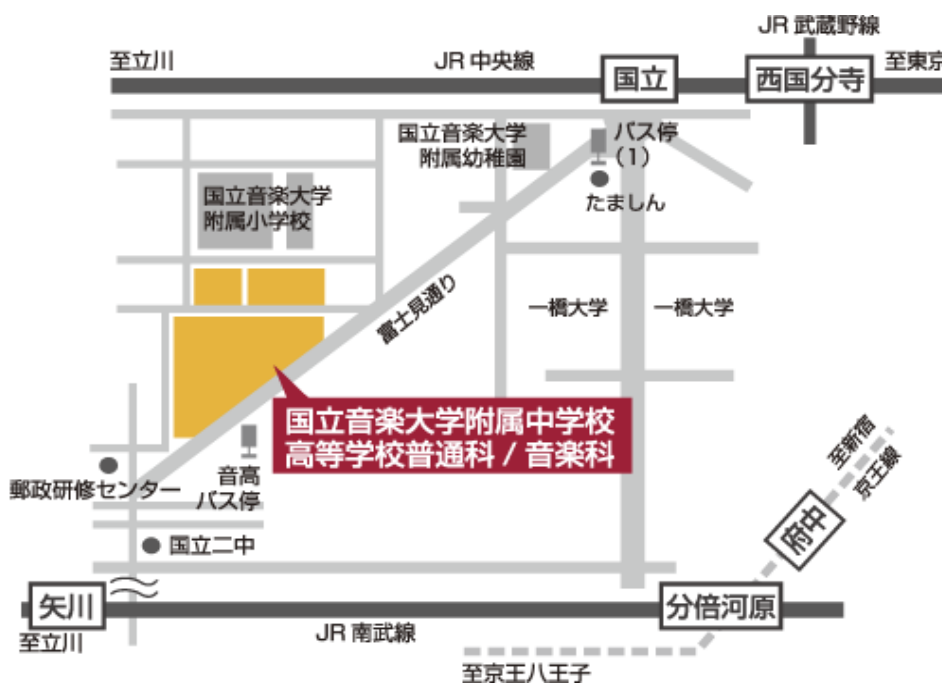 JR 武蔵野線
至立川
JR 中央線
国立
西国分寺
至東京
国立音楽大学
附属幼稚園
バス停
(1)
たましん
国立音楽大学
附属小学校
富士見通り
一橋大学
一橋大学
国立音楽大学附属中学校
高等学校普通科 / 音楽科
音高
バス停
郵政研修センター
国立二中
至新宿
京王線
府中
矢川
分倍河原
至立川
JR 南武線
至京王八王子